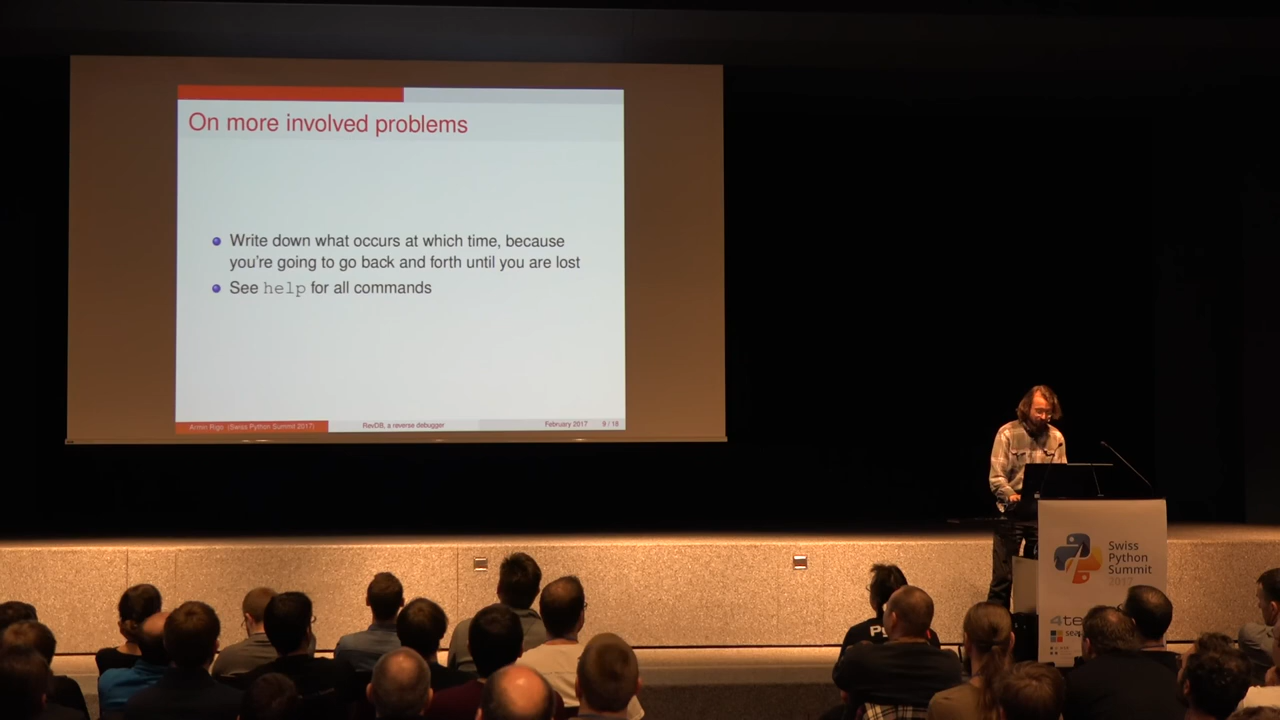 On more involved problems
Write down what occurs at which time, because
you're going to go back and forth until you are lost
See help for all commands
Armin Rigo (Swiss Python Summit 2017)
RevDB, a reverse debugger
February 2017
9 / 18
Swiss
Python
Summit
2017
4te